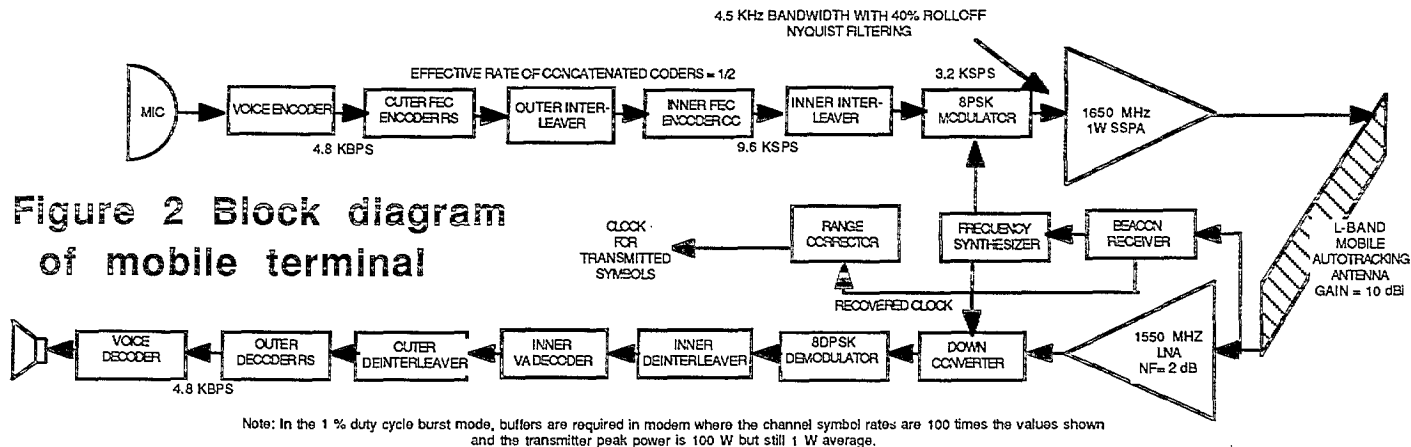 4.5 KHz BANDWIDTH WITH 40% ROLLOFF
NYQUIST FILTERING
EFFECTIVE RATE OF CONCATENATED CODERS = 1/2
3.2 KSPS
MIC
VOICE ENCODER
OUTER FEC
ENCODER RS
OUTER INTER-
LEAVER
INNER FEC
ENCODER CC
INNER INTER-
LEAVER
8PSK
MODULATOR
1650 MHz
1W SSPA
4.8 KBPS
9.6 KSPS
Figure 2 Block diagram
of mobile terminal
CLOCK
FOR
TRANSMITTED
SYMBOLS
RANGE
CORRECTOR
FREQUENCY
SYNTHESIZER
BEACON
RECEIVER
L-BAND
MOBILE
AUTOTRACKING
ANTENNA
GAIN = 10 dBi
RECOVERED CLOCK
VOICE
DECODER
OUTER
DECODER RS
OUTER
DEINTERLEAVER
INNER
VA DECODER
INNER
DEINTERLEAVER
8DPSK
DEMODULATOR
DOWN
CONVERTER
1550 MHZ
LNA
NF= 2 dB
4.8 KBPS
Note: In the 1 % duty cycle burst mode, buffers are required in modem where the channel symbol rates are 100 times the values shown
and the transmitter peak power is 100 W but still 1 W average.